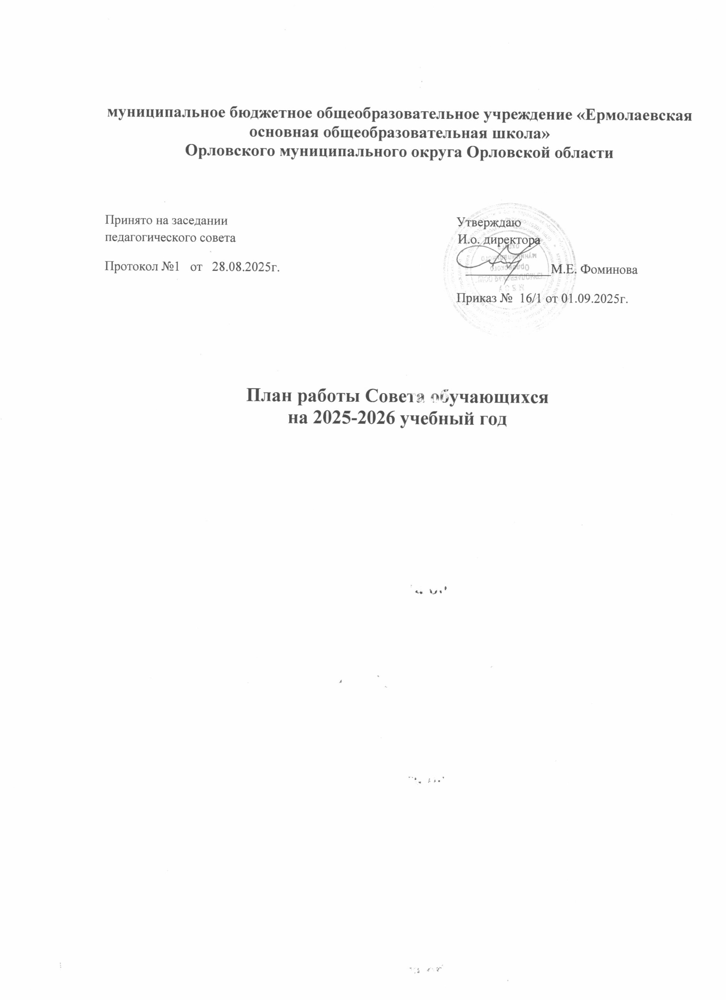 муниципальное бюджетное общеобразовательное учреждение «Ермолаевская
основная общеобразовательная школа»
Орловского муниципального округа Орловской области
Принято на заседании
педагогического совета
Протокол №1 от 28.08.2025г.
Утверждаю
И.о. директора
М.Е. Фоминова
Приказ № 16/1 от 01.09.2025г.
План работы Совета обучающихся
на 2025-2026 учебный год